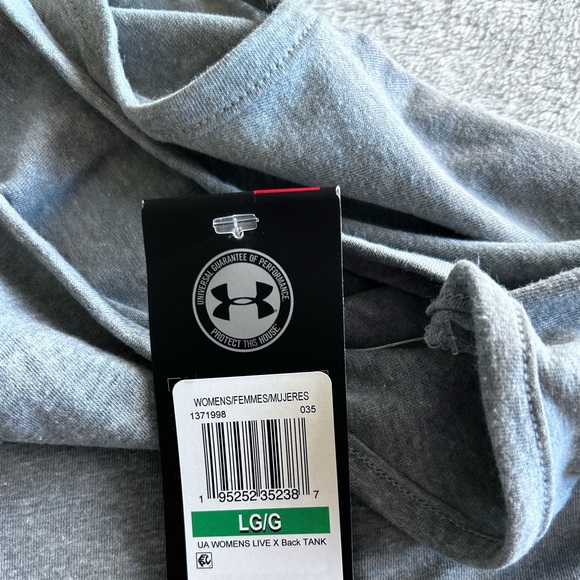 UNIVERSAL GUARANTEE OF PERFORMANCE
PROTECT THIS HOUSE
WOMENS/FEMMES/MUJERES
1371998 035
1 95252 35238 7
LG/G
UA WOMENS LIVE X Back TANK